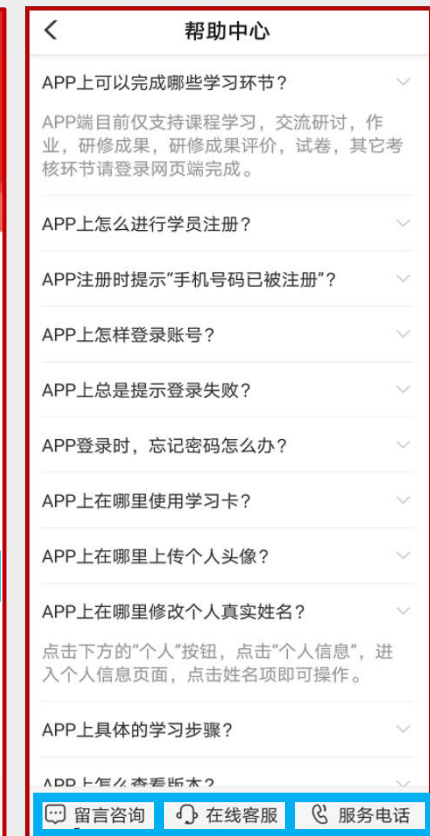 帮助中心
APP上可以完成哪些学习环节?
APP端目前仅支持课程学习，交流研讨，作
业，研修成果，研修成果评价，试卷，其它考
核环节请登录网页端完成。
APP上怎么进行学员注册?
APP注册时提示“手机号码已被注册”?
APP上怎样登录账号?
APP上总是提示登录失败?
APP登录时，忘记密码怎么办?
APP上在哪里使用学习卡?
APP上在哪里上传个人头像?
APP上在哪里修改个人真实姓名?
点击下方的“个人”按钮，点击“个人信息”，进
入个人信息页面，点击姓名项即可操作。
APP上具体的学习步骤?
APP上怎么查看版本?
留言咨询 在线客服 服务电话